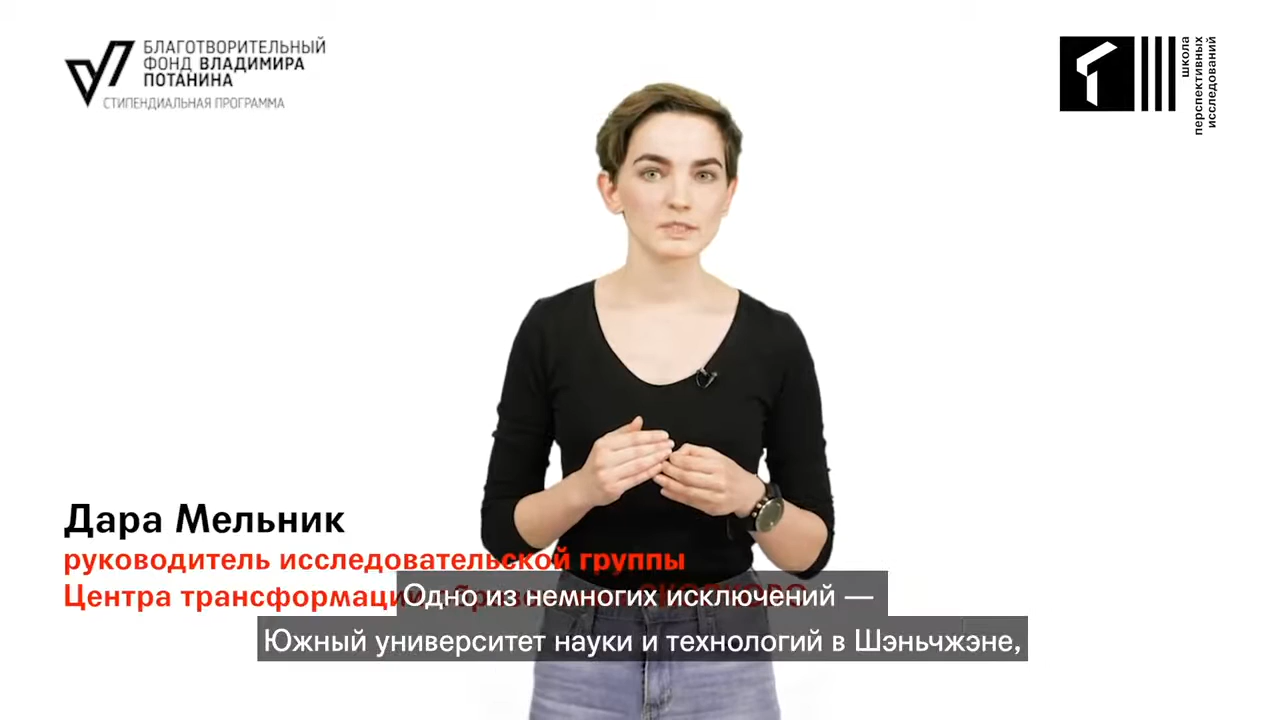 БЛАГОТВОРИТЕЛЬНЫЙ
ФОНД ВЛАДИМИРА
ПОТАНИНА
СТИПЕНДИАЛЬНАЯ ПРОГРАММА
школа
перспективных
исследований
Дара Мельник
руководитель исследовательской группы
Центра трансформации
Одно из немногих исключений —
Южный университет науки и технологий в Шэньчжэне,